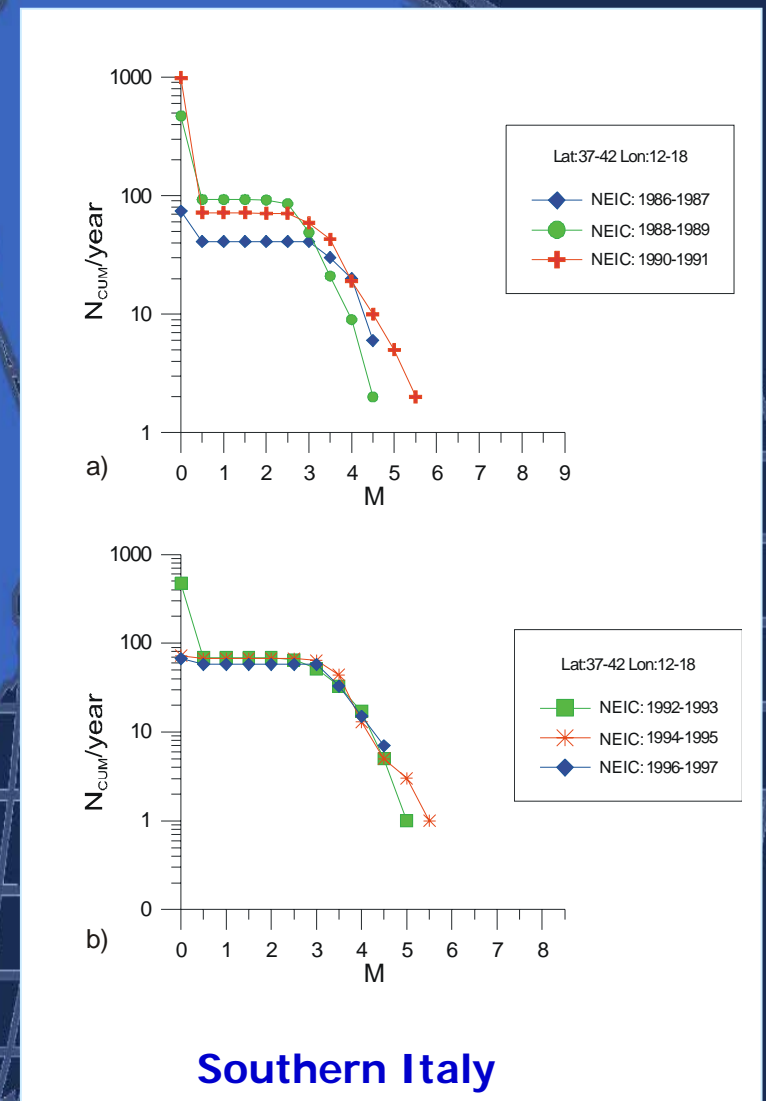 1000
100
10
1
N_CUM/year
a)
0 1 2 3 4 5 6 7 8 9
M
Lat:37-42 Lon:12-18
NEIC: 1986-1987
NEIC: 1988-1989
NEIC: 1990-1991
1000
100
10
1
0
N_CUM/year
b)
0 1 2 3 4 5 6 7 8
M
Lat:37-42 Lon:12-18
NEIC: 1992-1993
NEIC: 1994-1995
NEIC: 1996-1997
Southern Italy